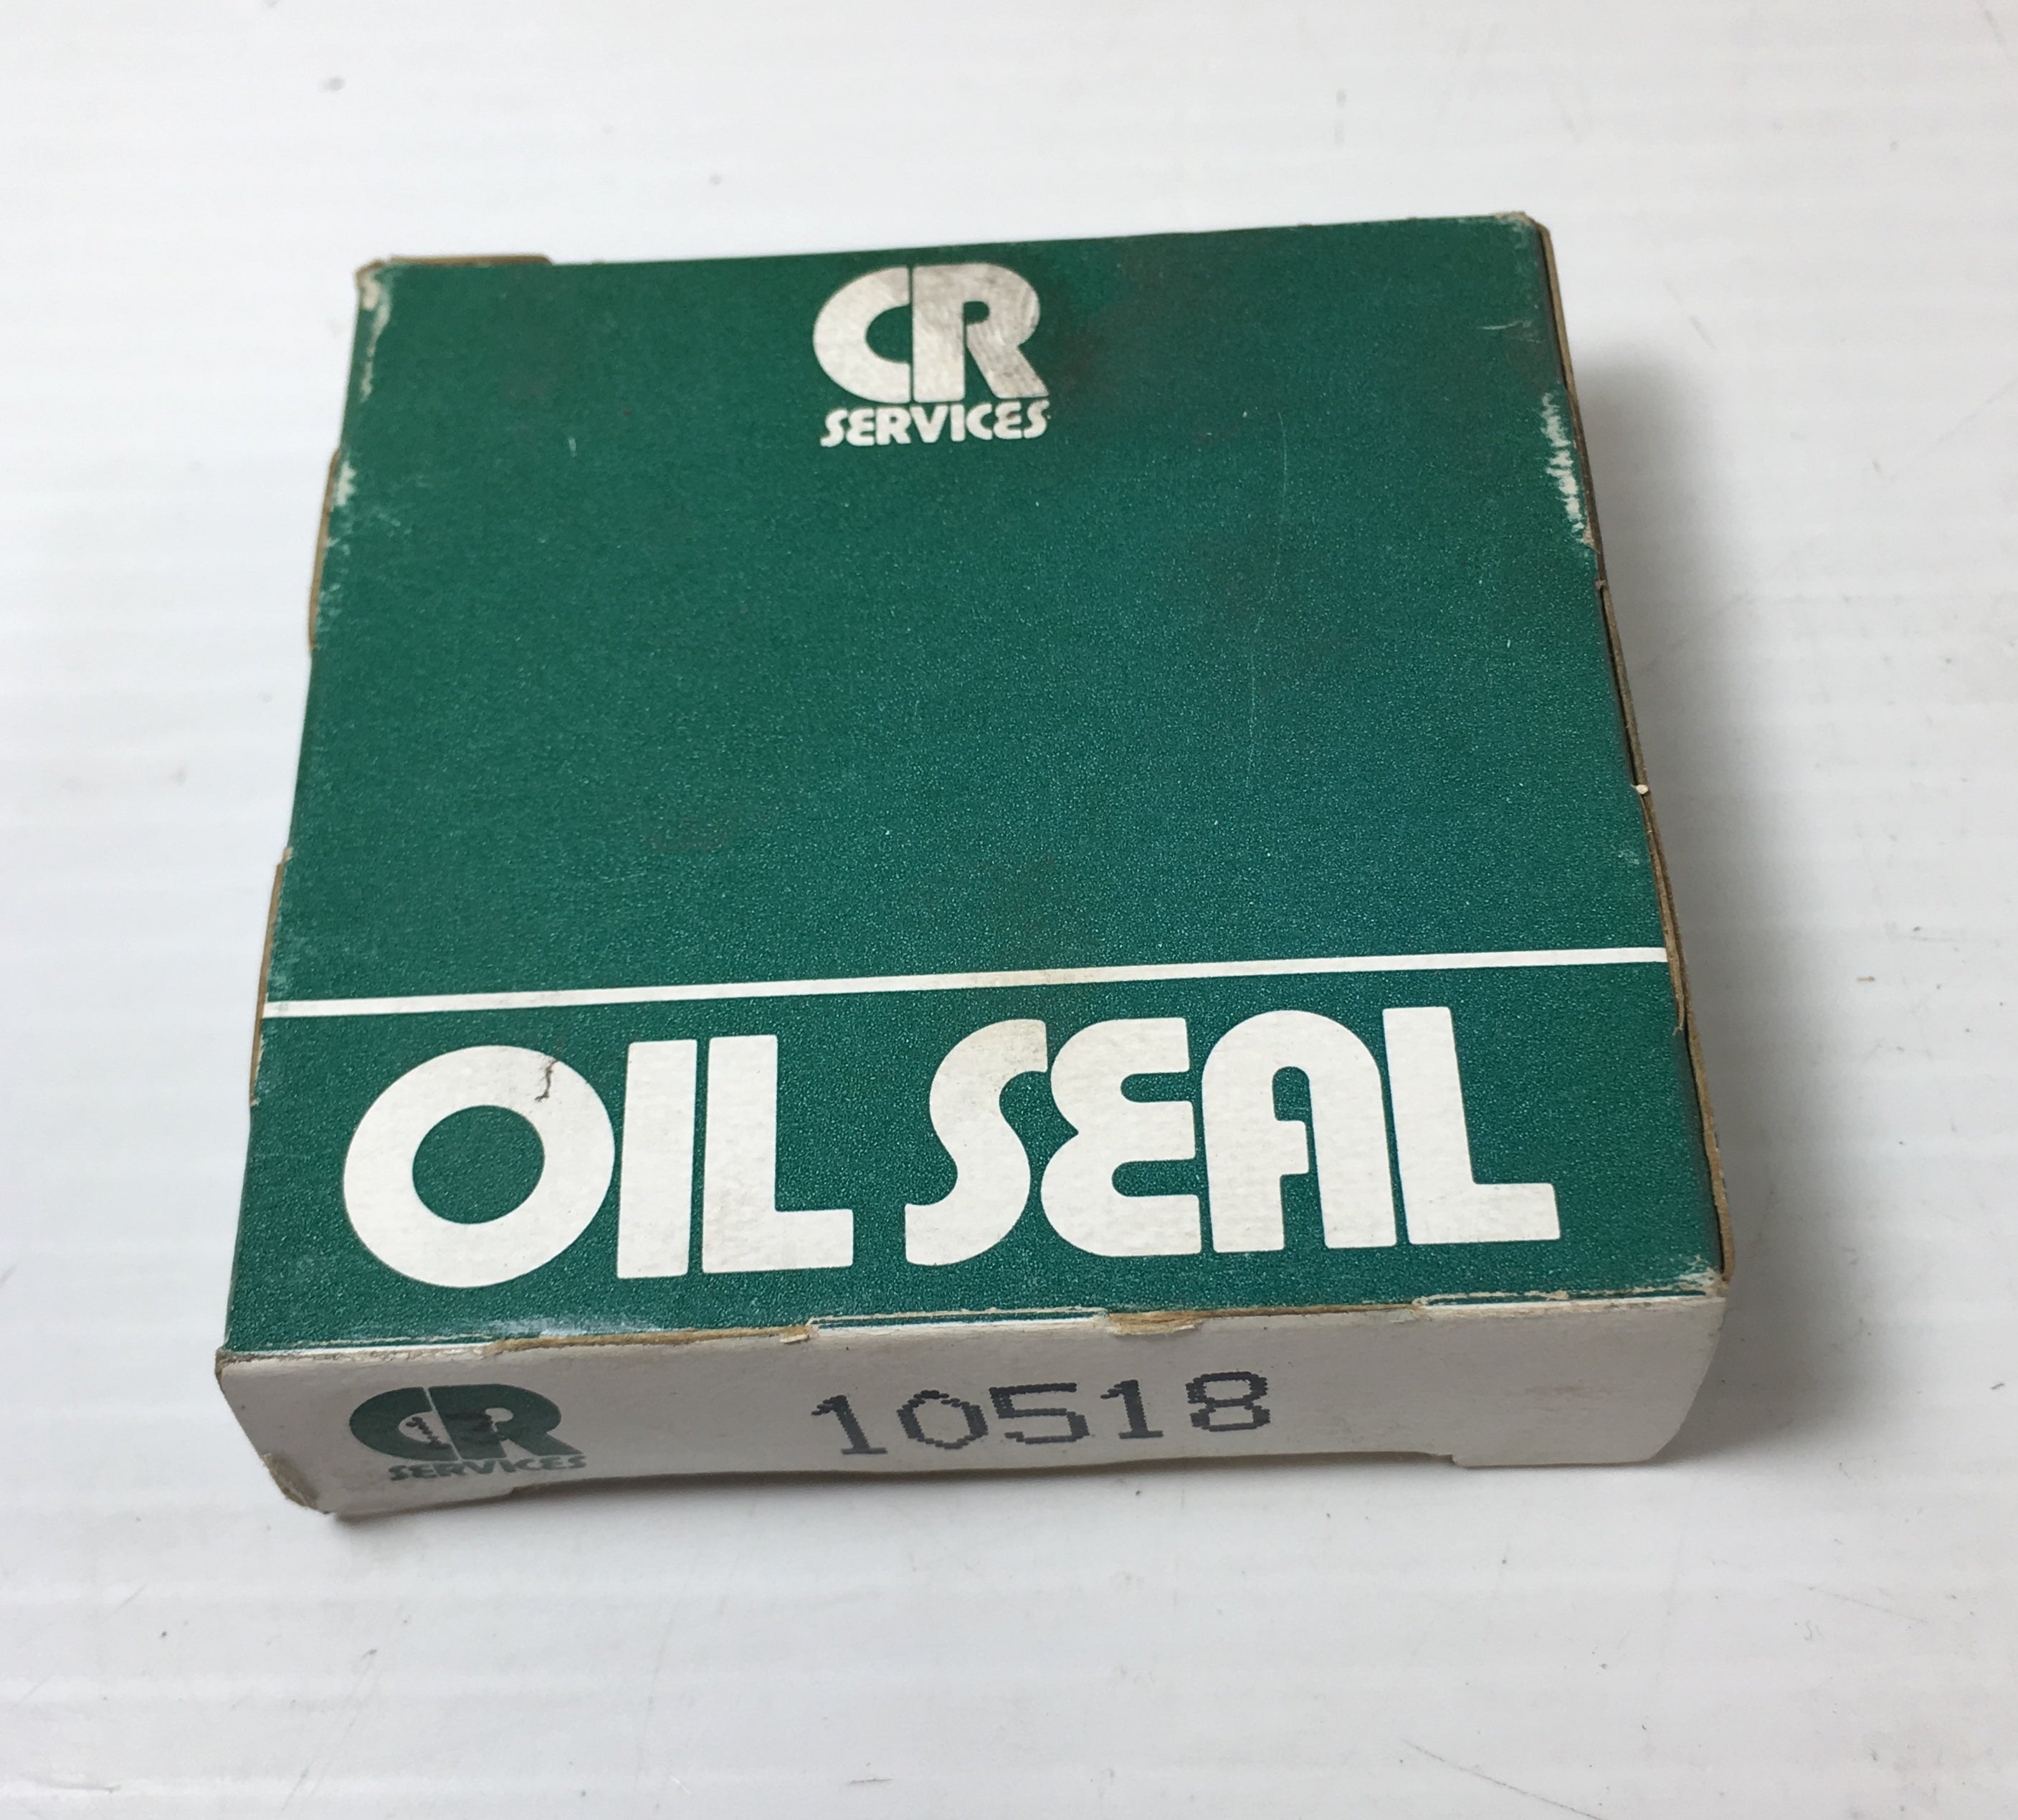 CR
SERVICES
OIL SEAL
CR
SERVICES
10518